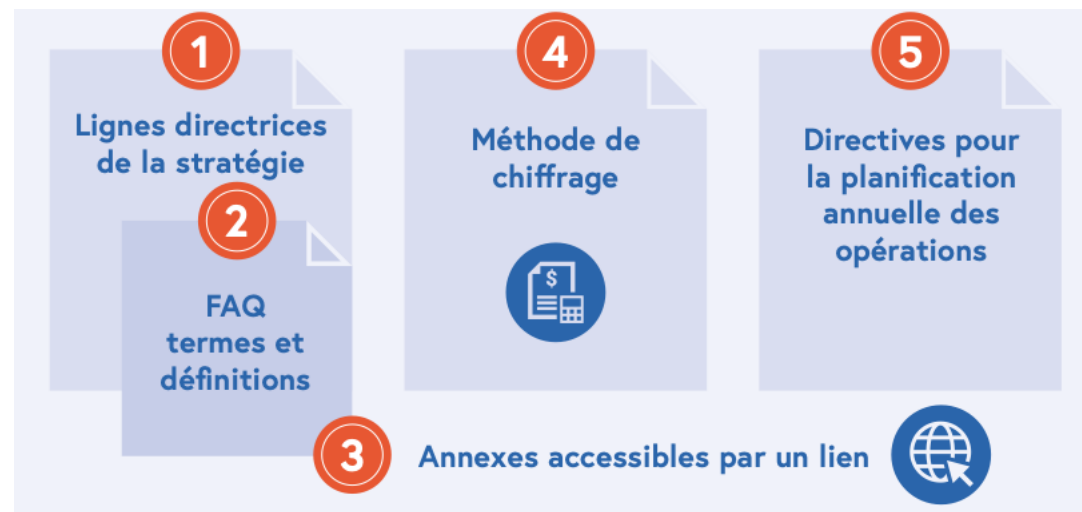 1
Lignes directrices
de la stratégie
2
FAQ
termes et
définitions
3
Annexes accessibles par un lien
4
Méthode de
chiffrage
$
5
Directives pour
la planification
annuelle des
opérations